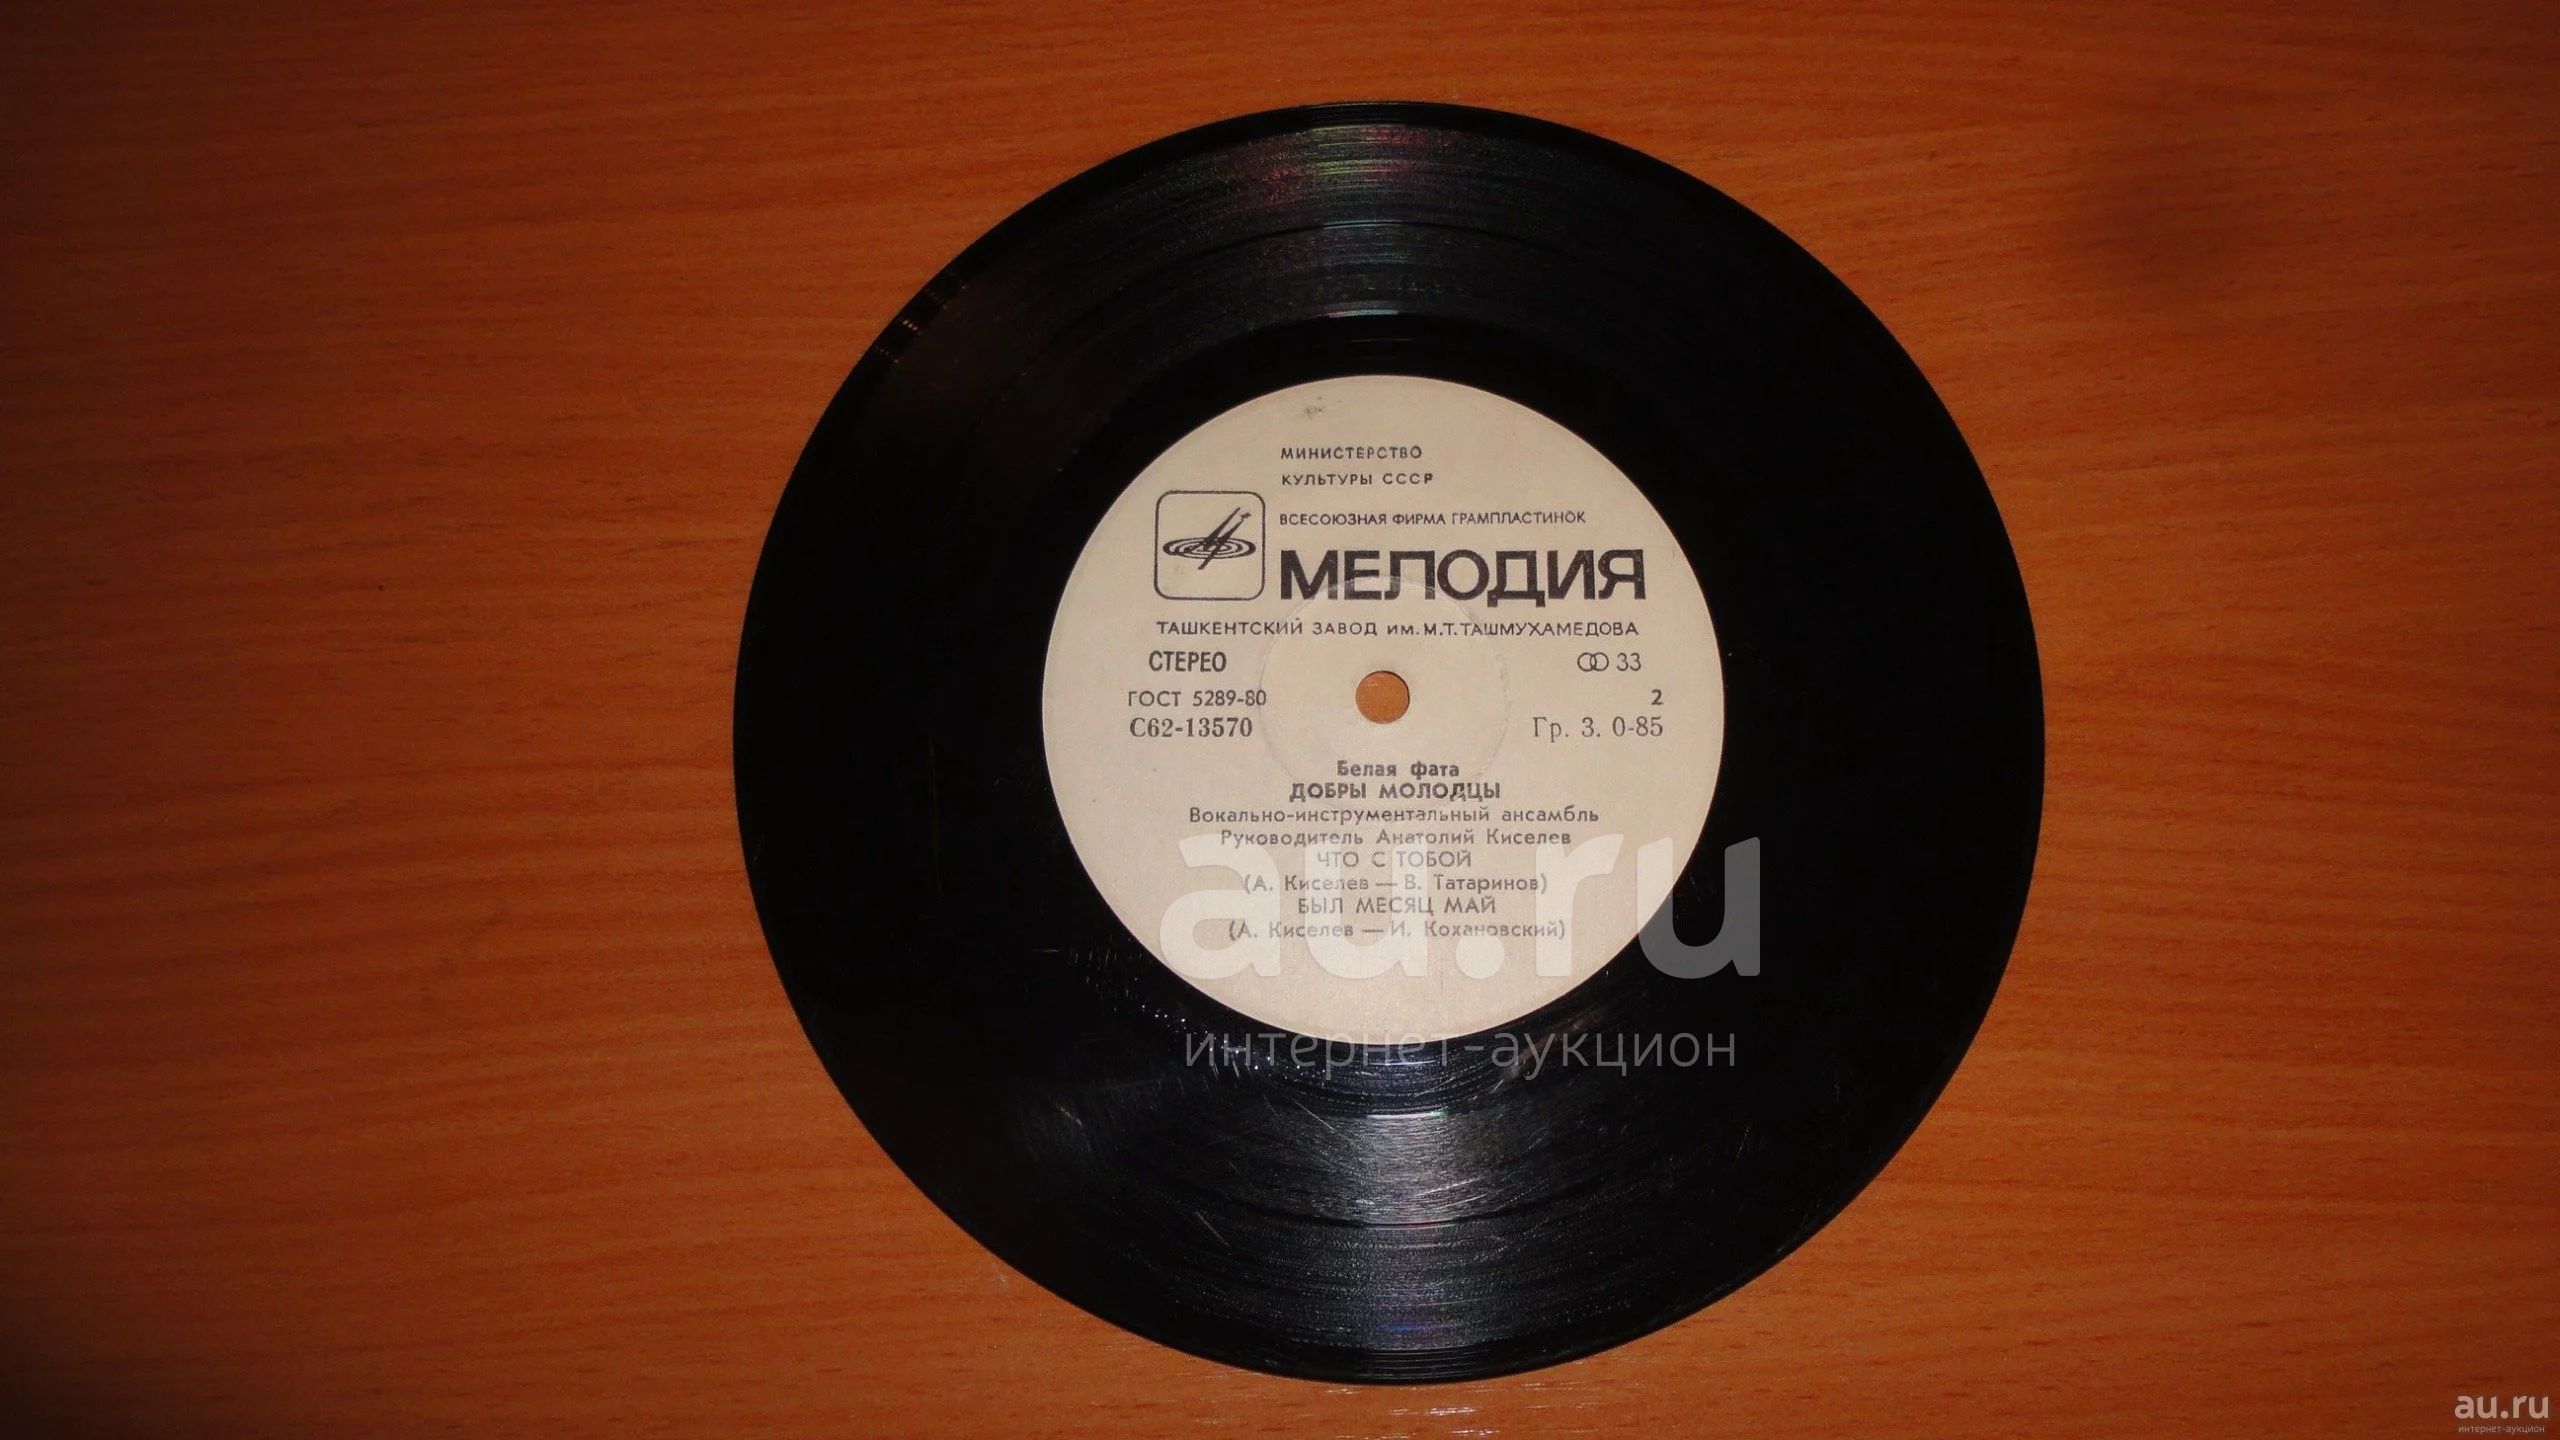 МИНИСТЕРСТВО
КУЛЬТУРЫ СССР
ВСЕСОЮЗНАЯ ФИРМА ГРАМПЛАСТИНОК
МЕЛОДИЯ
ТАШКЕНТСКИЙ ЗАВОД им. М.Т. ТАШМУХАМЕДОВА
СТЕРЕО 33
ГОСТ 5289-80 2
С62-13570 Гр. 3. 0-85
Белая фата
ДОБРЫ МОЛОДЦЫ
Вокально-инструментальный ансамбль
Руководитель Анатолий Киселев
ЧТО С ТОБОЙ
(А. Киселев — В. Татаринов)
БЫЛ МЕСЯЦ МАЙ
(А. Киселев — И. Кохановский)
au.ru
интернет-аукцион
au.ru
интернет-аукцион